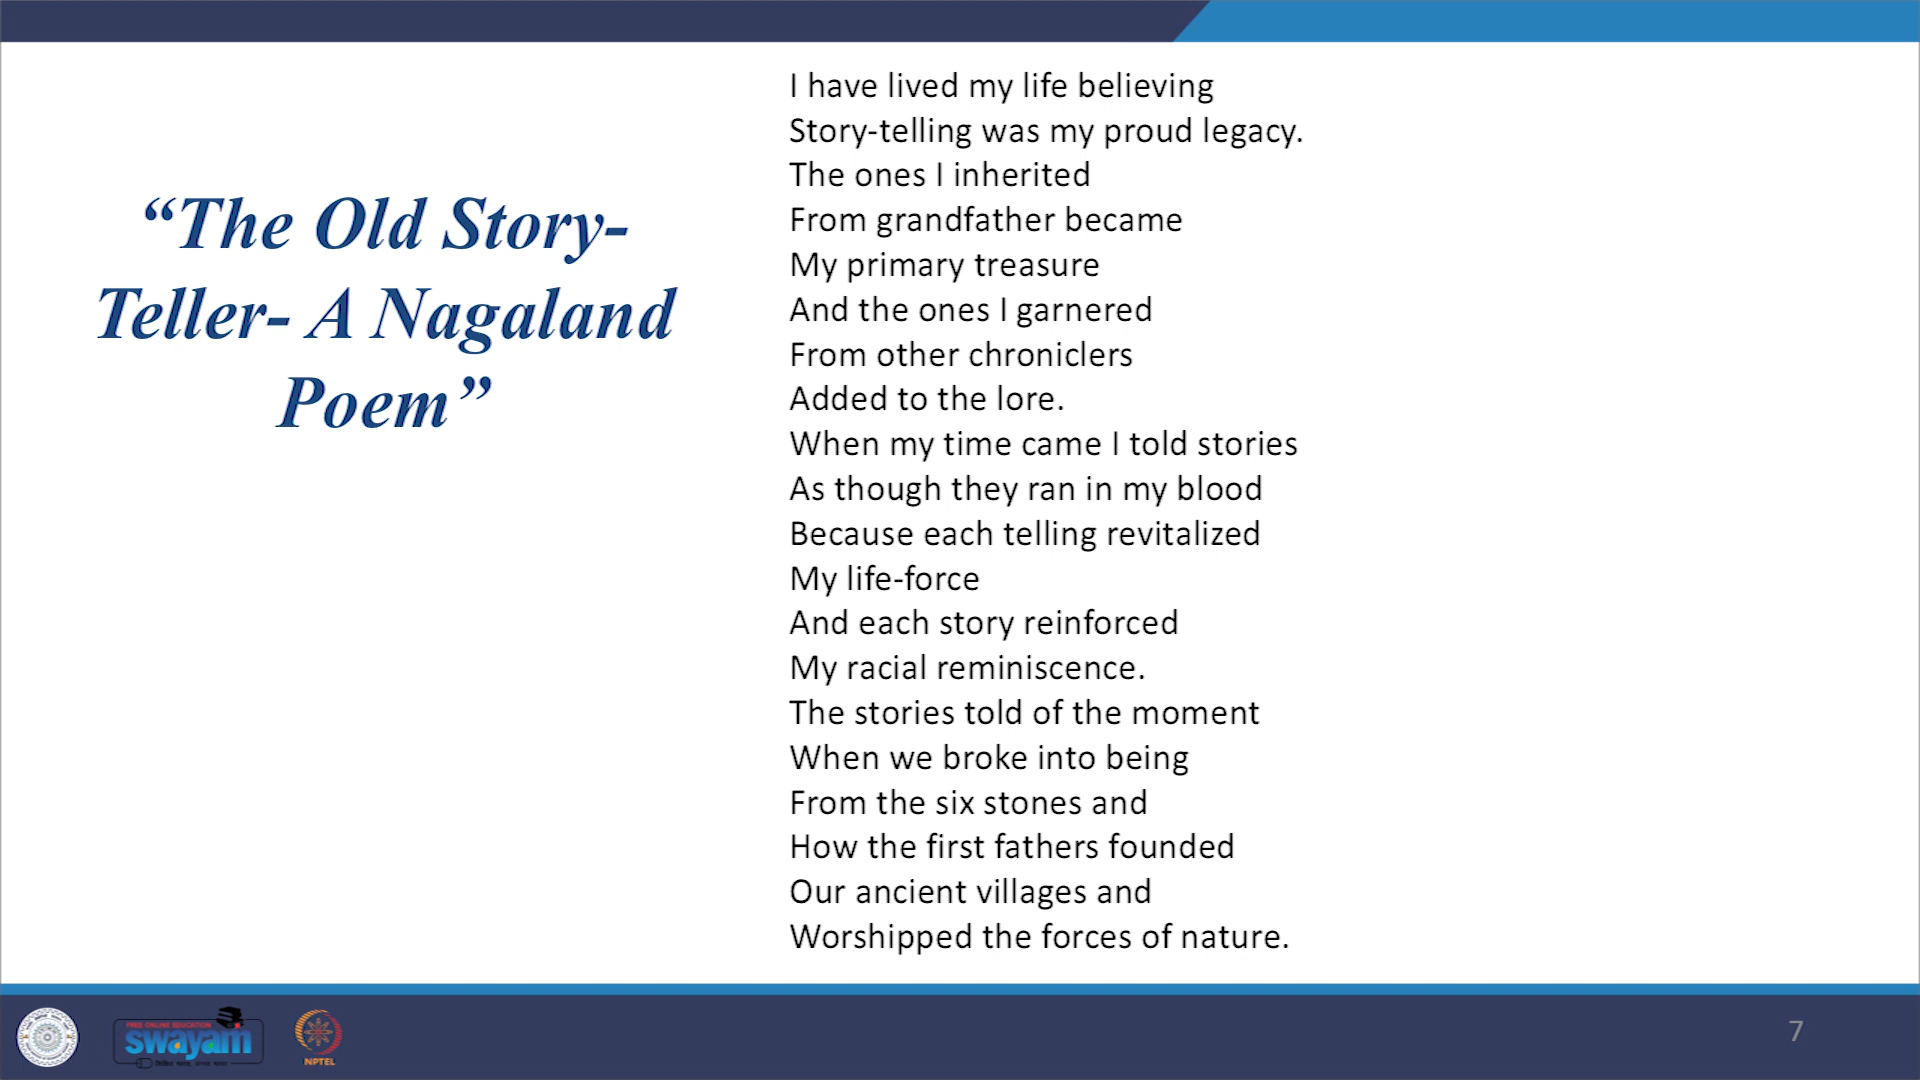 “The Old Story-
Teller- A Nagaland
Poem”
I have lived my life believing
Story-telling was my proud legacy.
The ones I inherited
From grandfather became
My primary treasure
And the ones I garnered
From other chroniclers
Added to the lore.
When my time came I told stories
As though they ran in my blood
Because each telling revitalized
My life-force
And each story reinforced
My racial reminiscence.
The stories told of the moment
When we broke into being
From the six stones and
How the first fathers founded
Our ancient villages and
Worshipped the forces of nature.
FREE ONLINE EDUCATION
swayam
NPTEL
7